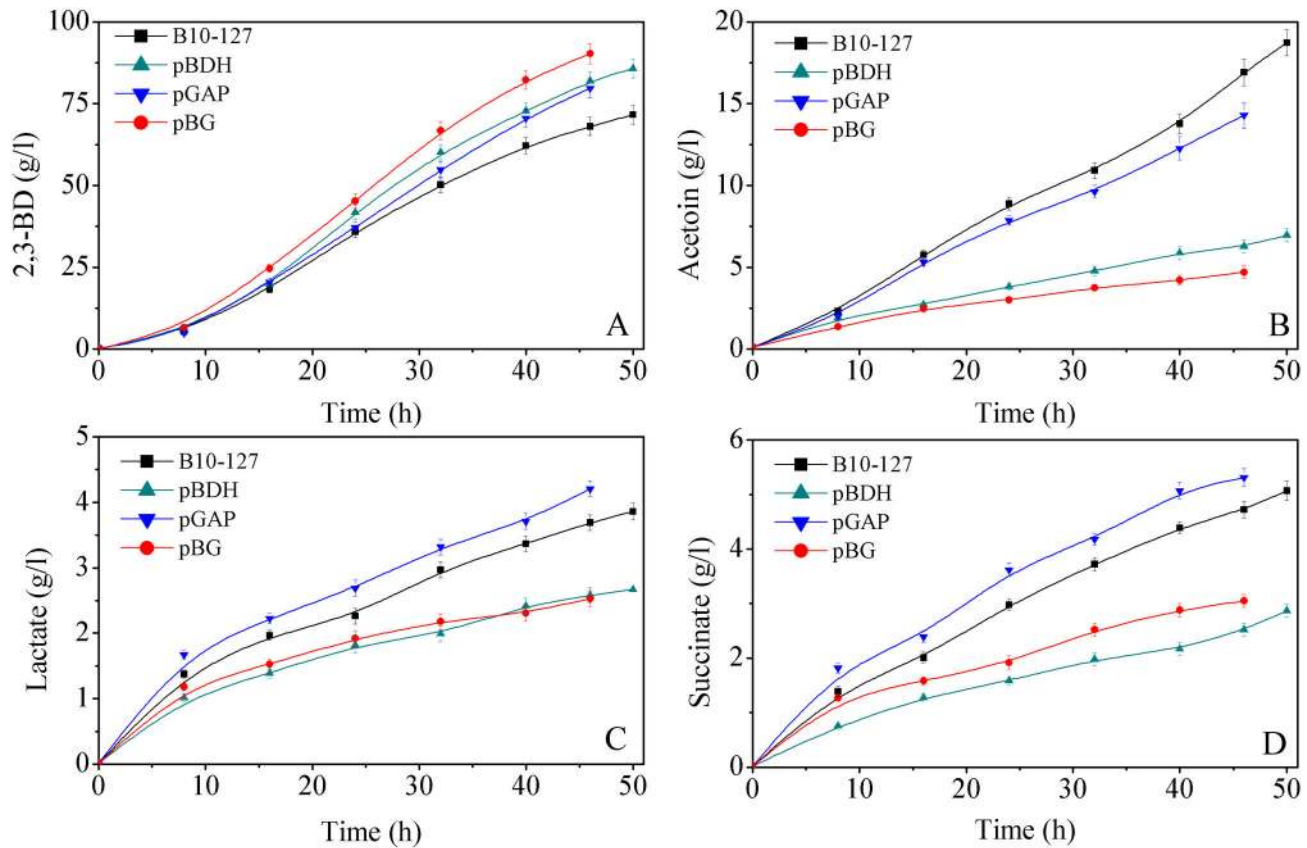 100
75
50
25
0
2,3-BD (g/l)
B10-127
pBDH
pGAP
pBG
A
0 10 20 30 40 50
Time (h)
20
15
10
5
0
Acetoin (g/l)
B10-127
pBDH
pGAP
pBG
B
0 10 20 30 40 50
Time (h)
5
4
3
2
1
0
Lactate (g/l)
B10-127
pBDH
pGAP
pBG
C
0 10 20 30 40 50
Time (h)
6
4
2
0
Succinate (g/l)
B10-127
pBDH
pGAP
pBG
D
0 10 20 30 40 50
Time (h)